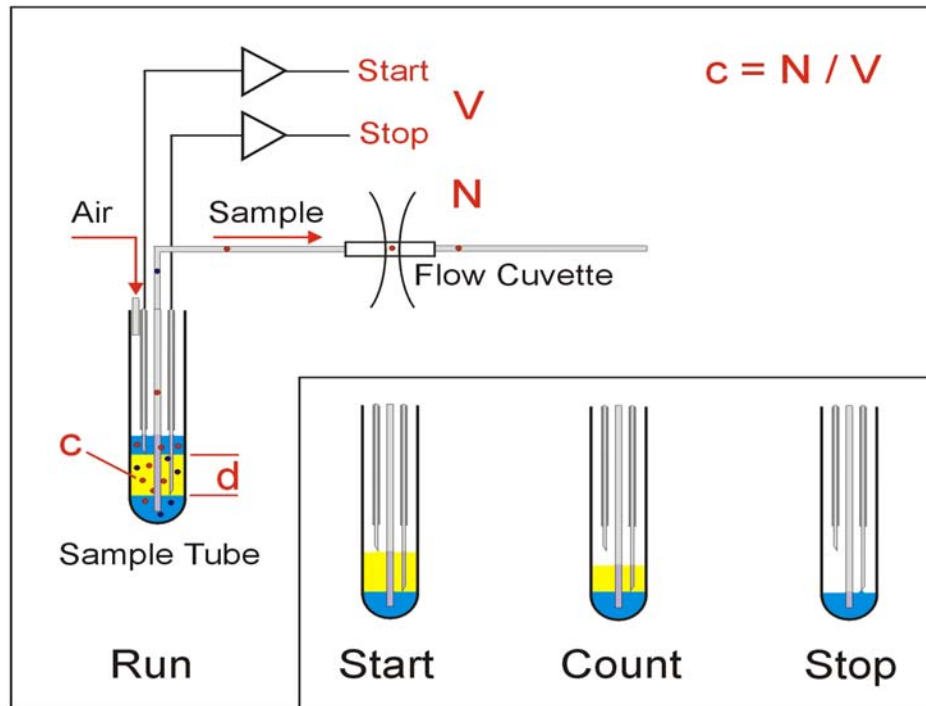 Start
c = N / V
V
Stop
N
Air
Sample
Flow Cuvette
c
d
Sample Tube
Run
Start
Count
Stop